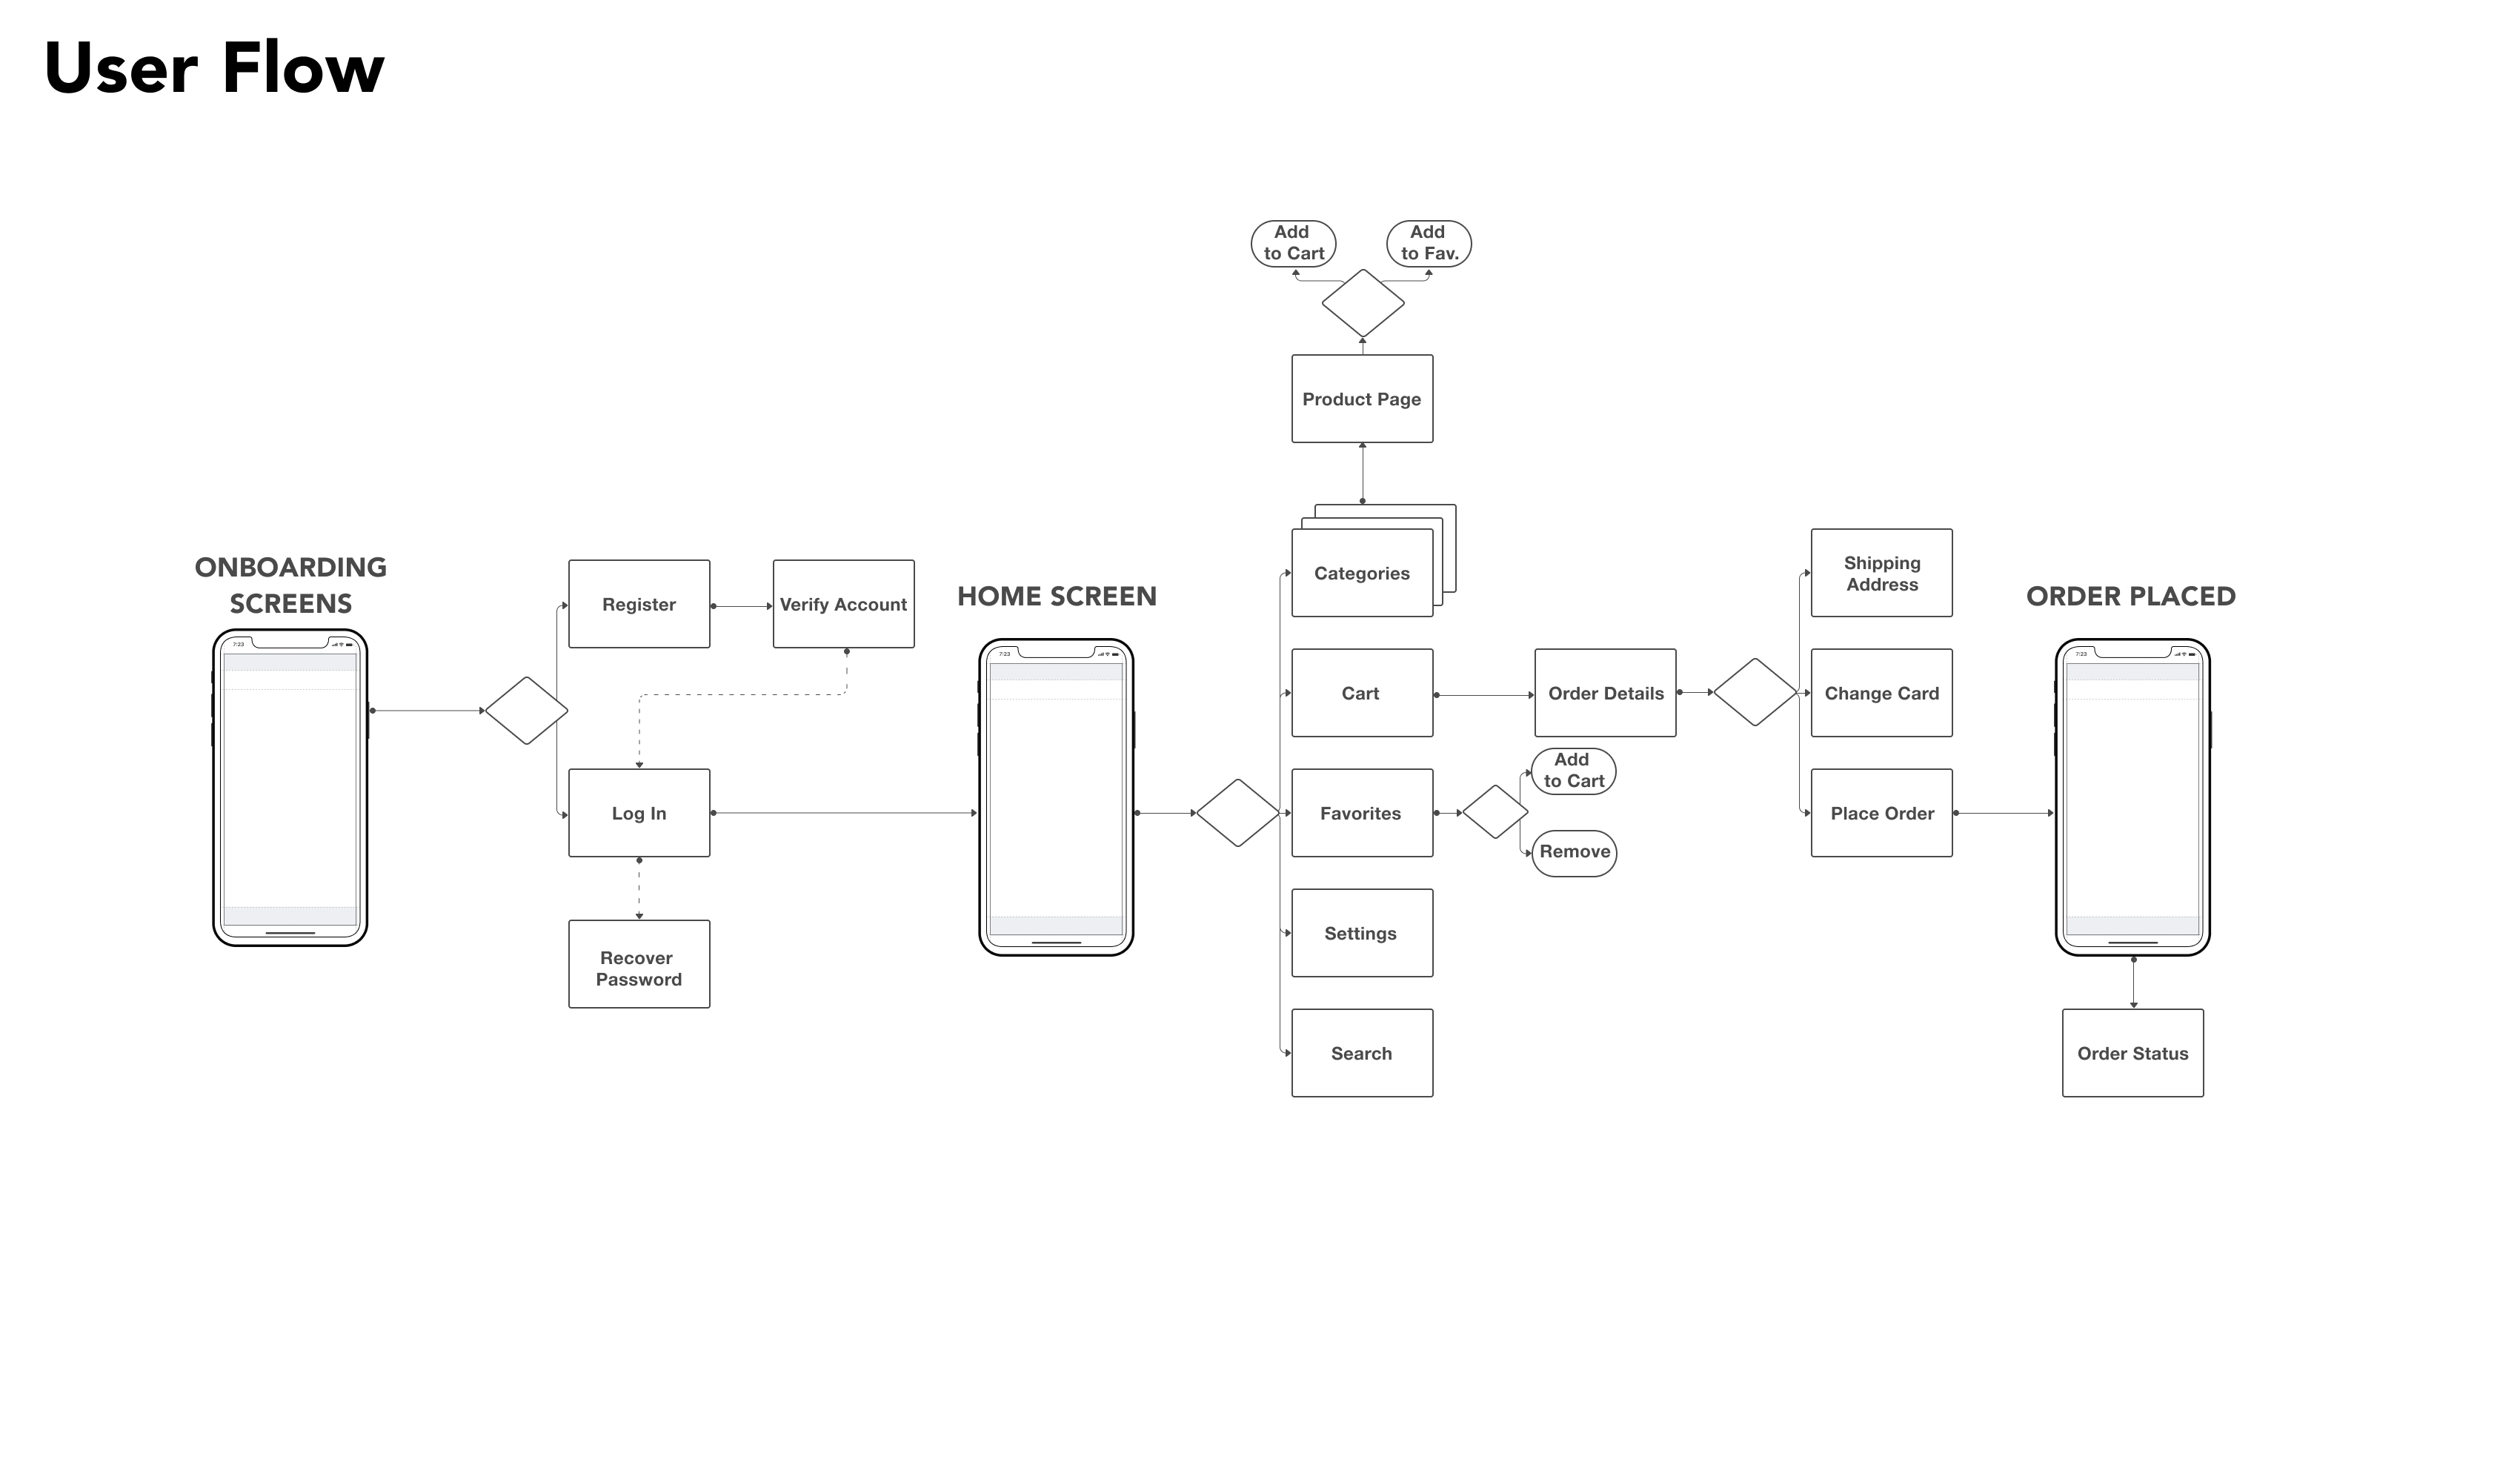 User Flow
Add
to Cart
Add
to Fav.
Product Page
ONBOARDING
SCREENS
7:23
Register
Verify Account
Log In
Recover
Password
HOME SCREEN
7:23
Categories
Cart
Favorites
Settings
Search
Order Details
Add
to Cart
Remove
Shipping
Address
Change Card
Place Order
ORDER PLACED
7:23
Order Status